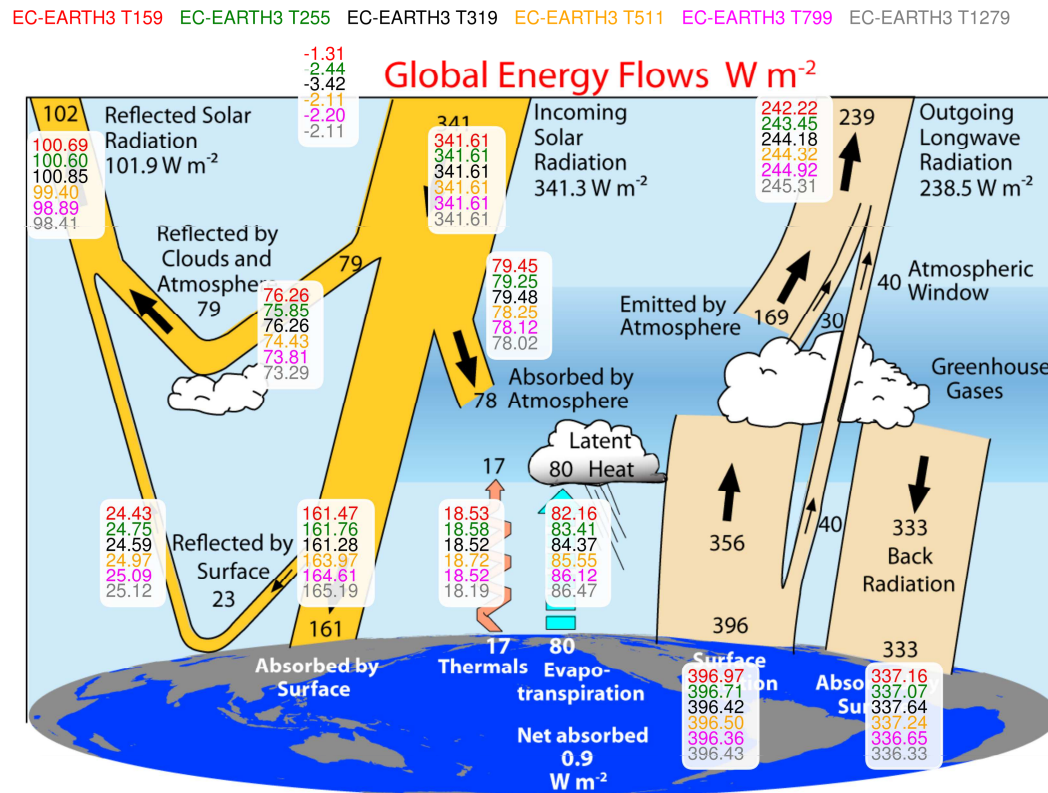 EC-EARTH3 T159 EC-EARTH3 T255 EC-EARTH3 T319 EC-EARTH3 T511 EC-EARTH3 T799 EC-EARTH3 T1279
Global Energy Flows W m-2
-1.31
-2.44
-3.42
-2.11
-2.20
-2.11
102
Reflected Solar
Radiation
101.9 W m-2
100.69
100.60
100.85
99.40
98.89
98.41
341
341.61
341.61
341.61
341.61
341.61
341.61
Incoming
Solar
Radiation
341.3 W m-2
242.22
243.45
244.18
244.32
244.92
245.31
239
Outgoing
Longwave
Radiation
238.5 W m-2
Reflected by
Clouds and
Atmosphere
79
79
76.26
75.85
76.26
74.43
73.81
73.29
79.45
79.25
79.48
78.25
78.12
78.02
78
Absorbed by
Atmosphere
Emitted by
Atmosphere
169
30
40
Atmospheric
Window
Greenhouse
Gases
Latent
80 Heat
17
24.43
24.75
24.59
24.97
25.09
25.12
Reflected by
Surface
23
161.47
161.76
161.28
163.97
164.61
165.19
161
18.53
18.58
18.52
18.72
18.52
18.19
82.16
83.41
84.37
85.55
86.12
86.47
356
40
333
Back
Radiation
396
333
Absorbed by
Surface
17
Thermals
80
Evapo-
transpiration
Surface
396.97
396.71
396.42
396.50
396.36
396.43
337.16
337.07
337.64
337.24
336.65
336.33
Net absorbed
0.9
W m-2